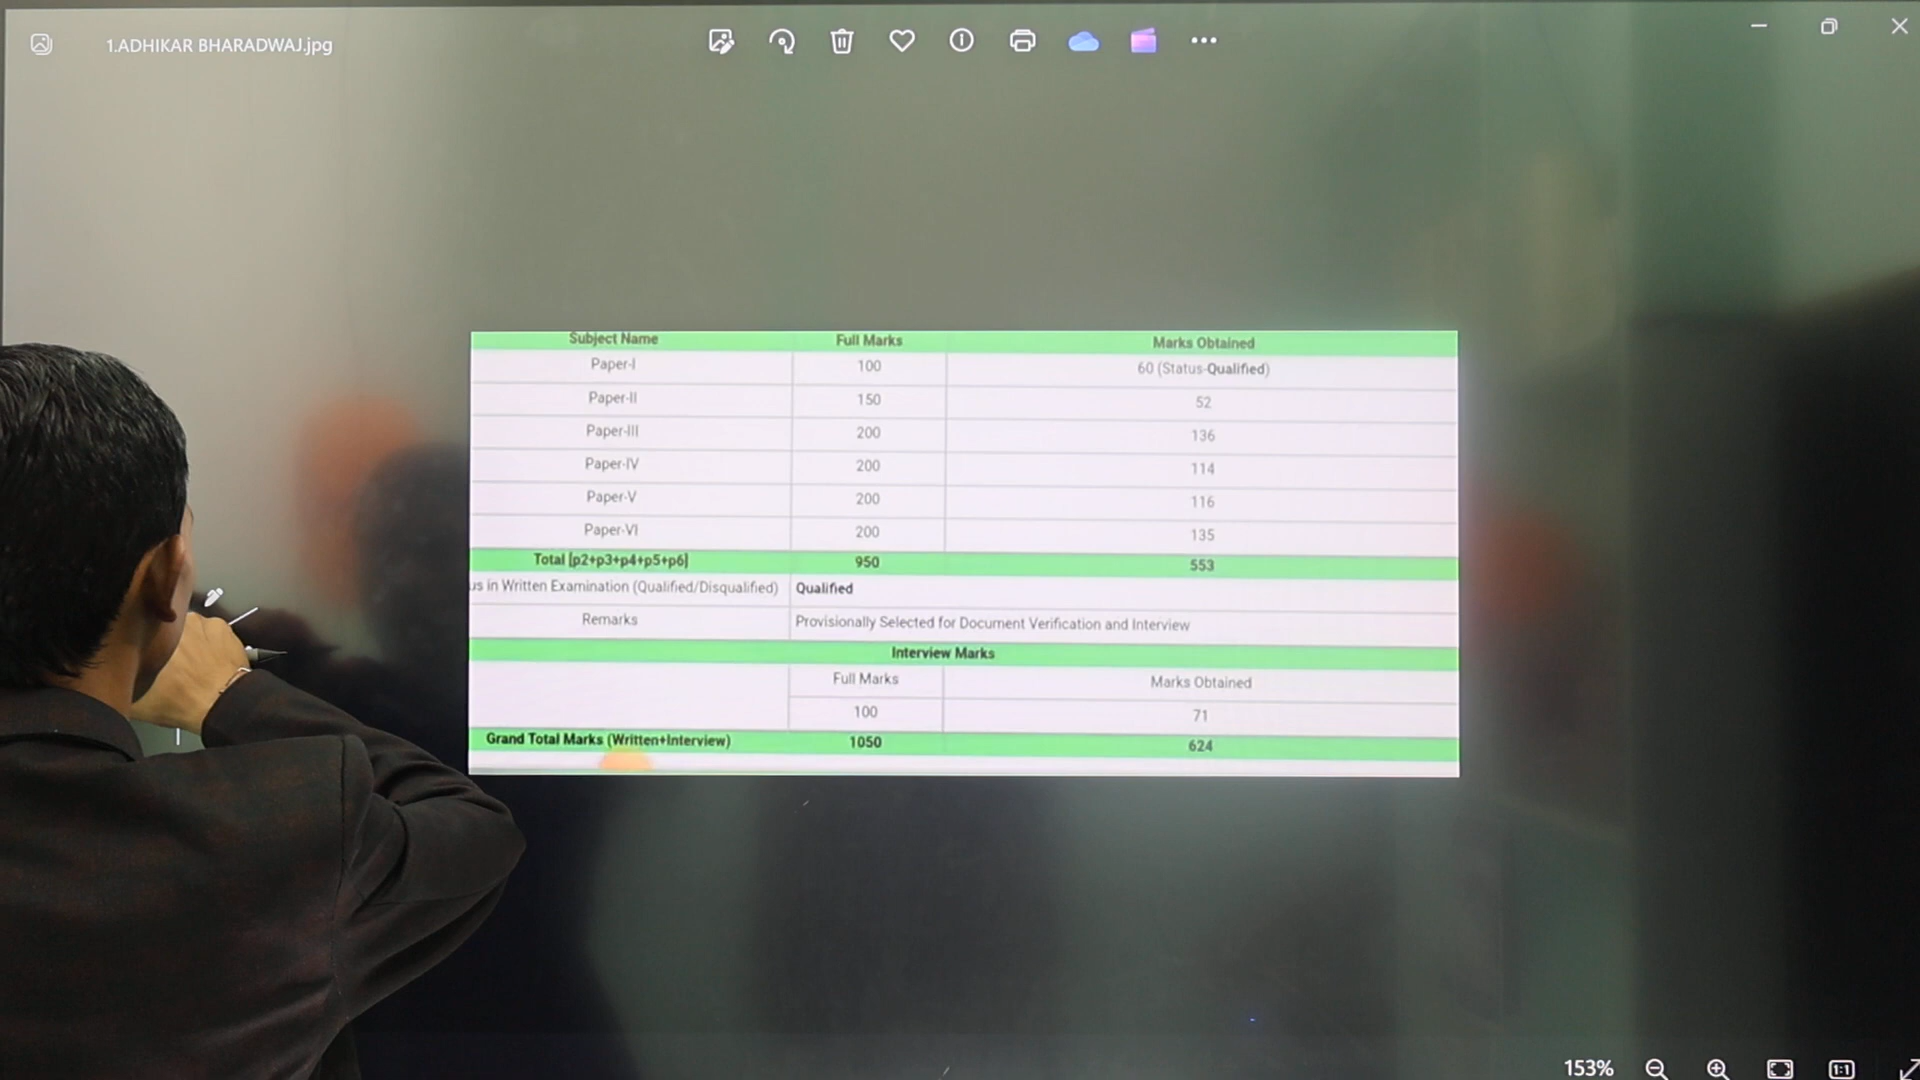 1.ADHIKAR BHARADWAJ.jpg
Subject Name Full Marks Marks Obtained
Paper-I 100 60 (Status-Qualified)
Paper-II 150 52
Paper-III 200 136
Paper-IV 200 114
Paper-V 200 116
Paper-VI 200 135
Total [p2+p3+p4+p5+p6] 950 553
us in Written Examination (Qualified/Disqualified) Qualified
Remarks Provisionally Selected for Document Verification and Interview
Interview Marks
Full Marks Marks Obtained
100 71
Grand Total Marks (Written+Interview) 1050 624
153% 1:1